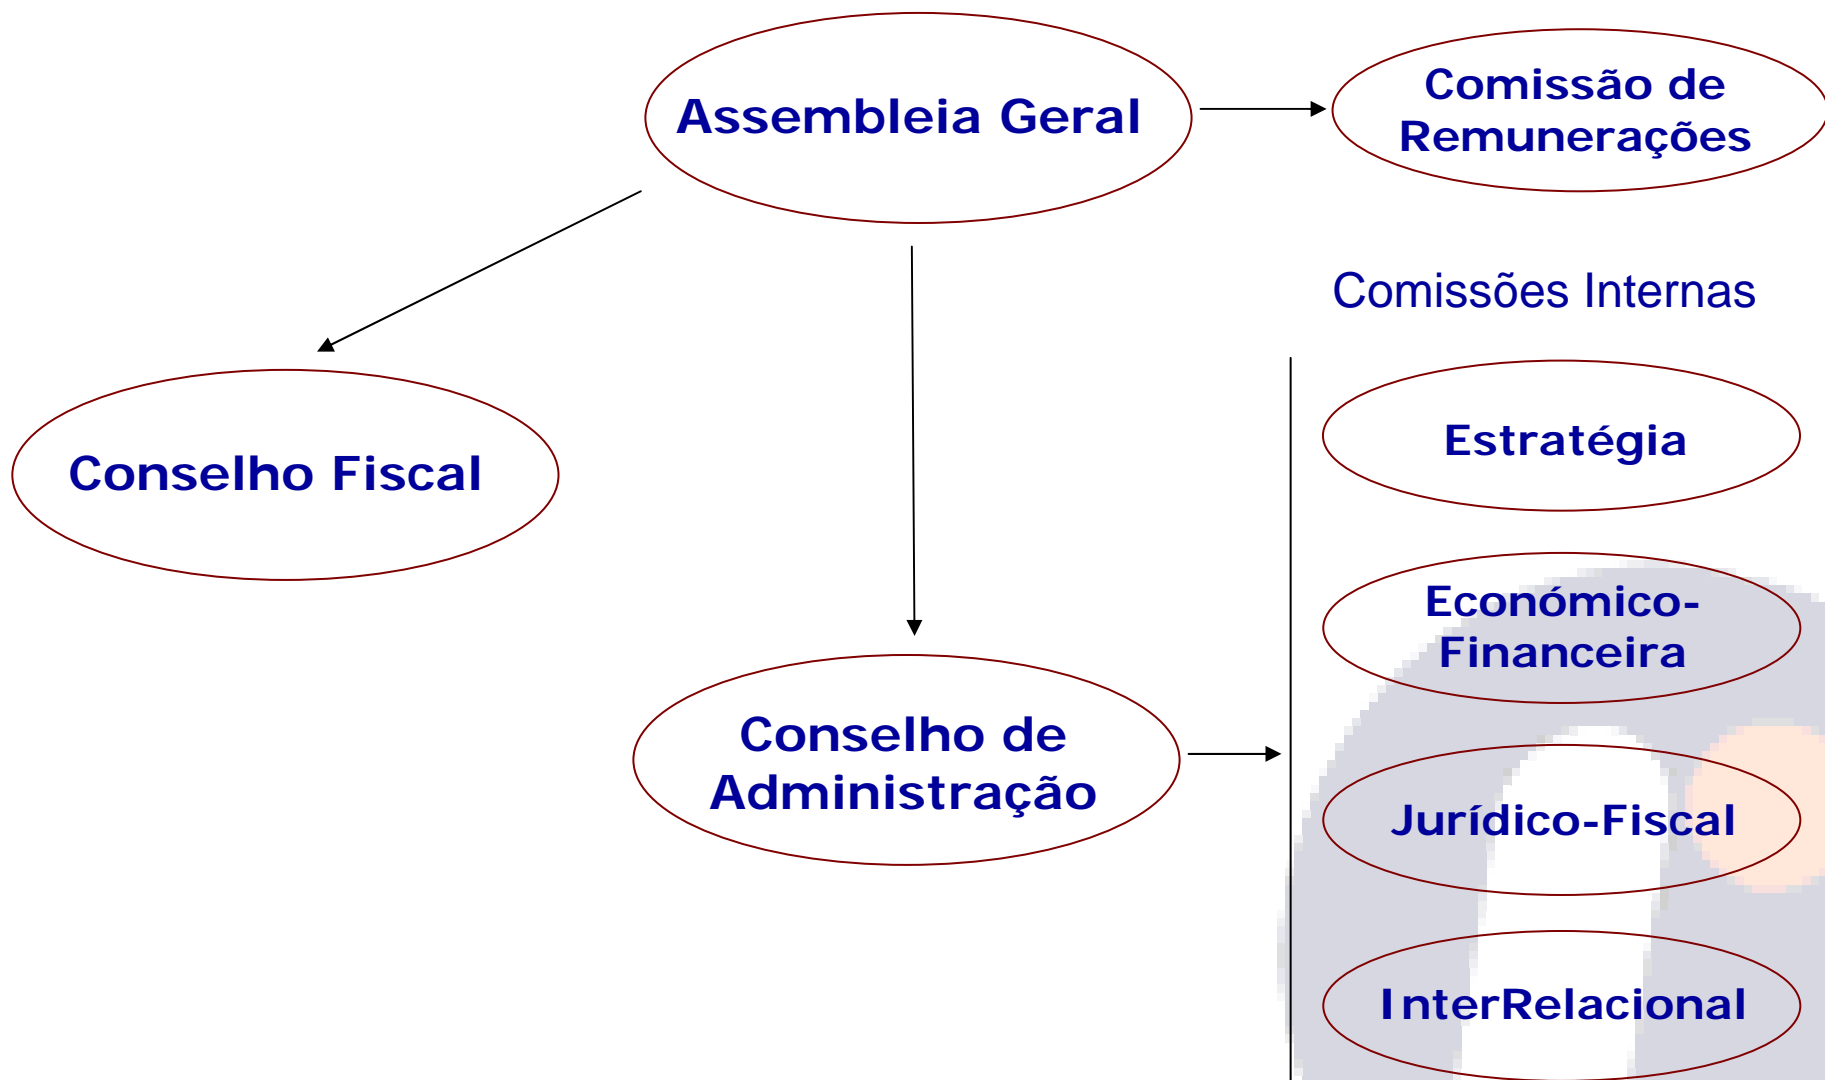 Assembleia Geral
Comissão de
Remunerações
Comissões Internas
Conselho Fiscal
Estratégia
Económico-
Financeira
Conselho de
Administração
Jurídico-Fiscal
InterRelacional